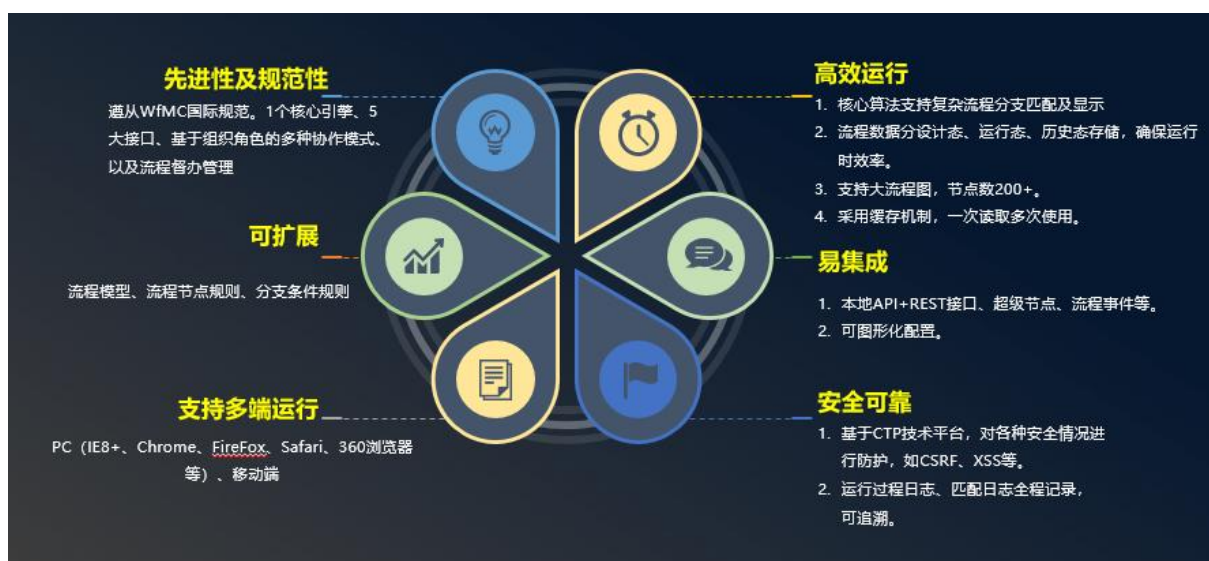 先进性及规范性
遵从WfMC国际规范。1个核心引擎、5
大接口、基于组织角色的多种协作模式、
以及流程督办管理
可扩展
流程模型、流程节点规则、分支条件规则
支持多端运行
PC（IE8+、Chrome、FireFox、Safari、360浏览器
等）、移动端
高效运行
1. 核心算法支持复杂流程分支匹配及显示
2. 流程数据分设计态、运行态、历史态存储，确保运行
时效率。
3. 支持大流程图，节点数200+。
4. 采用缓存机制，一次读取多次使用。
易集成
1. 本地API+REST接口、超级节点、流程事件等。
2. 可图形化配置。
安全可靠
1. 基于CTP技术平台，对各种安全情况进
行防护，如CSRF、XSS等。
2. 运行过程日志、匹配日志全程记录，
可追溯。